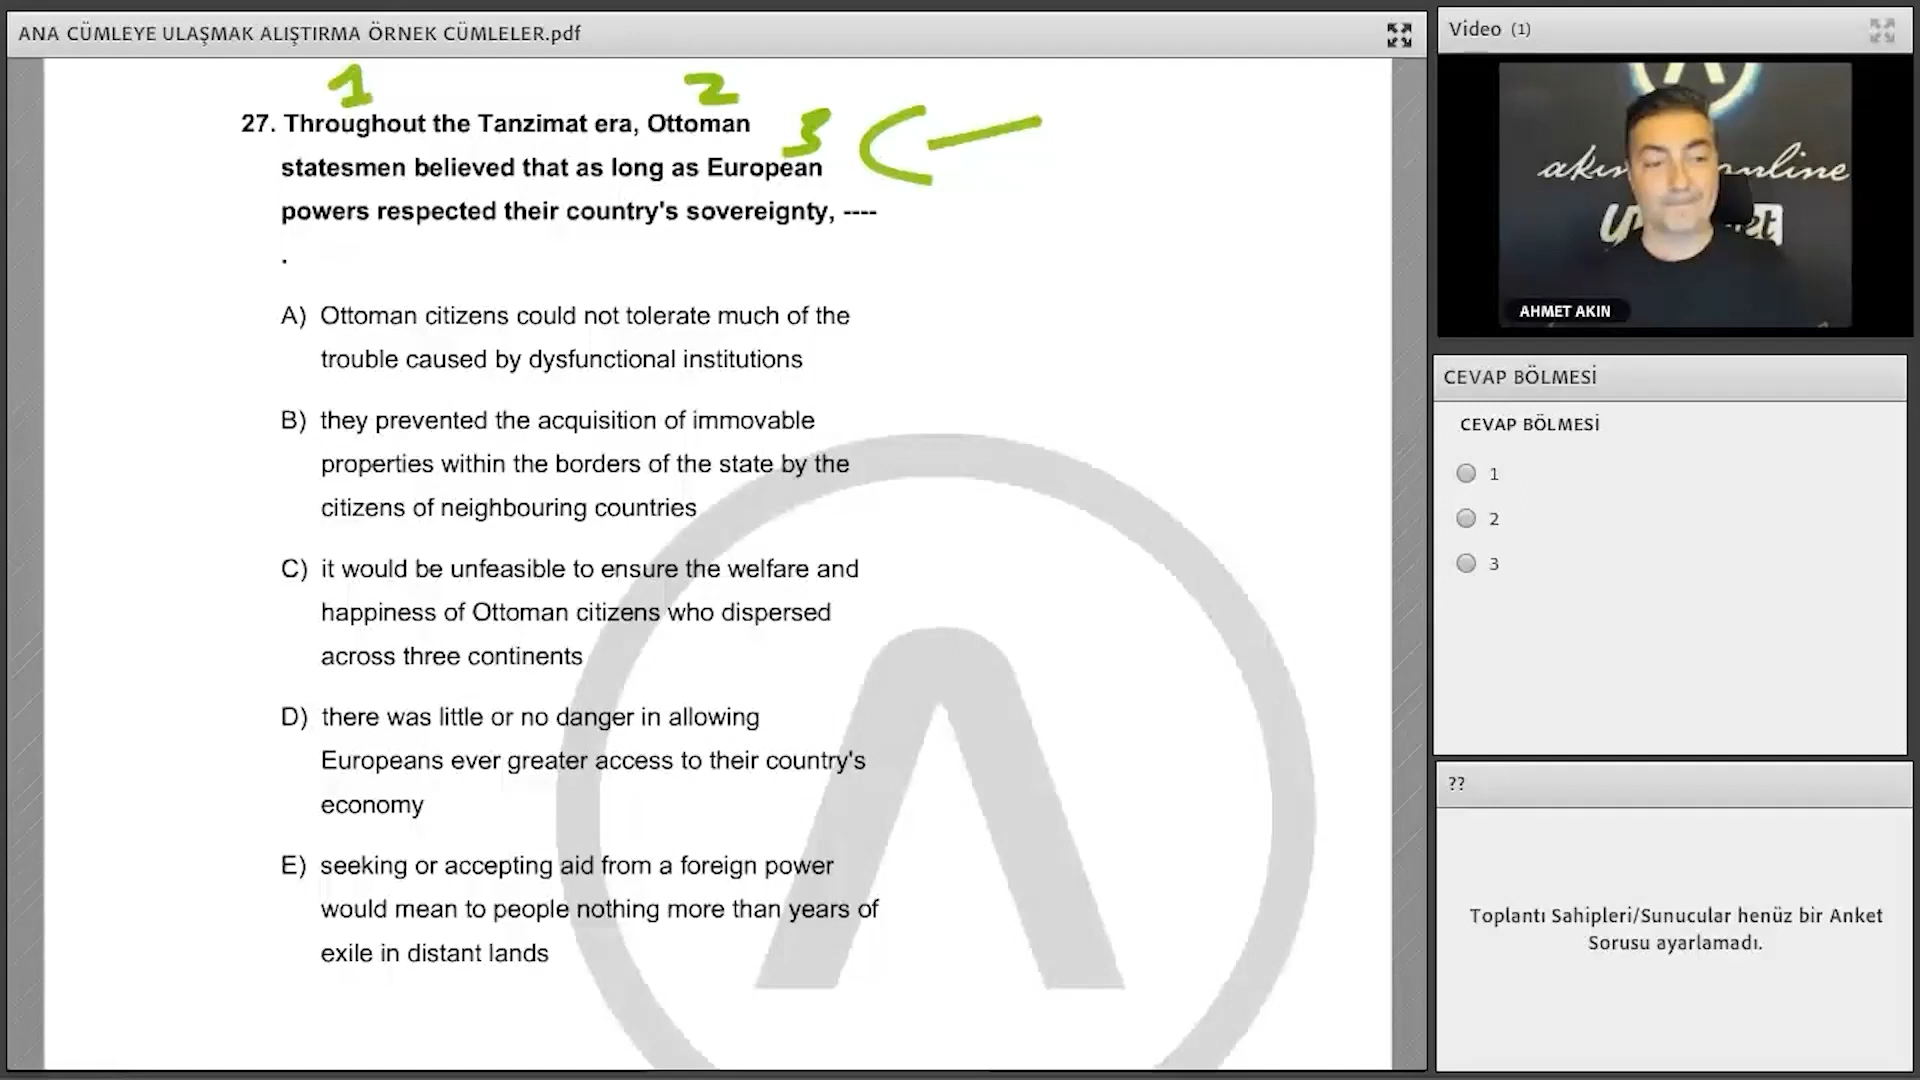 ANA CÜMLEYE ULAŞMAK ALIŞTIRMA ÖRNEK CÜMLELER.pdf
1 2
27. Throughout the Tanzimat era, Ottoman
3
statesmen believed that as long as European
powers respected their country's sovereignty, ----
.
A) Ottoman citizens could not tolerate much of the
trouble caused by dysfunctional institutions
B) they prevented the acquisition of immovable
properties within the borders of the state by the
citizens of neighbouring countries
C) it would be unfeasible to ensure the welfare and
happiness of Ottoman citizens who dispersed
across three continents
D) there was little or no danger in allowing
Europeans ever greater access to their country's
economy
E) seeking or accepting aid from a foreign power
would mean to people nothing more than years of
exile in distant lands
Video (1)
AHMET AKIN
CEVAP BÖLMESİ
CEVAP BÖLMESİ
1
2
3
??
Toplantı Sahipleri/Sunucular henüz bir Anket
Sorusu ayarlamadı.